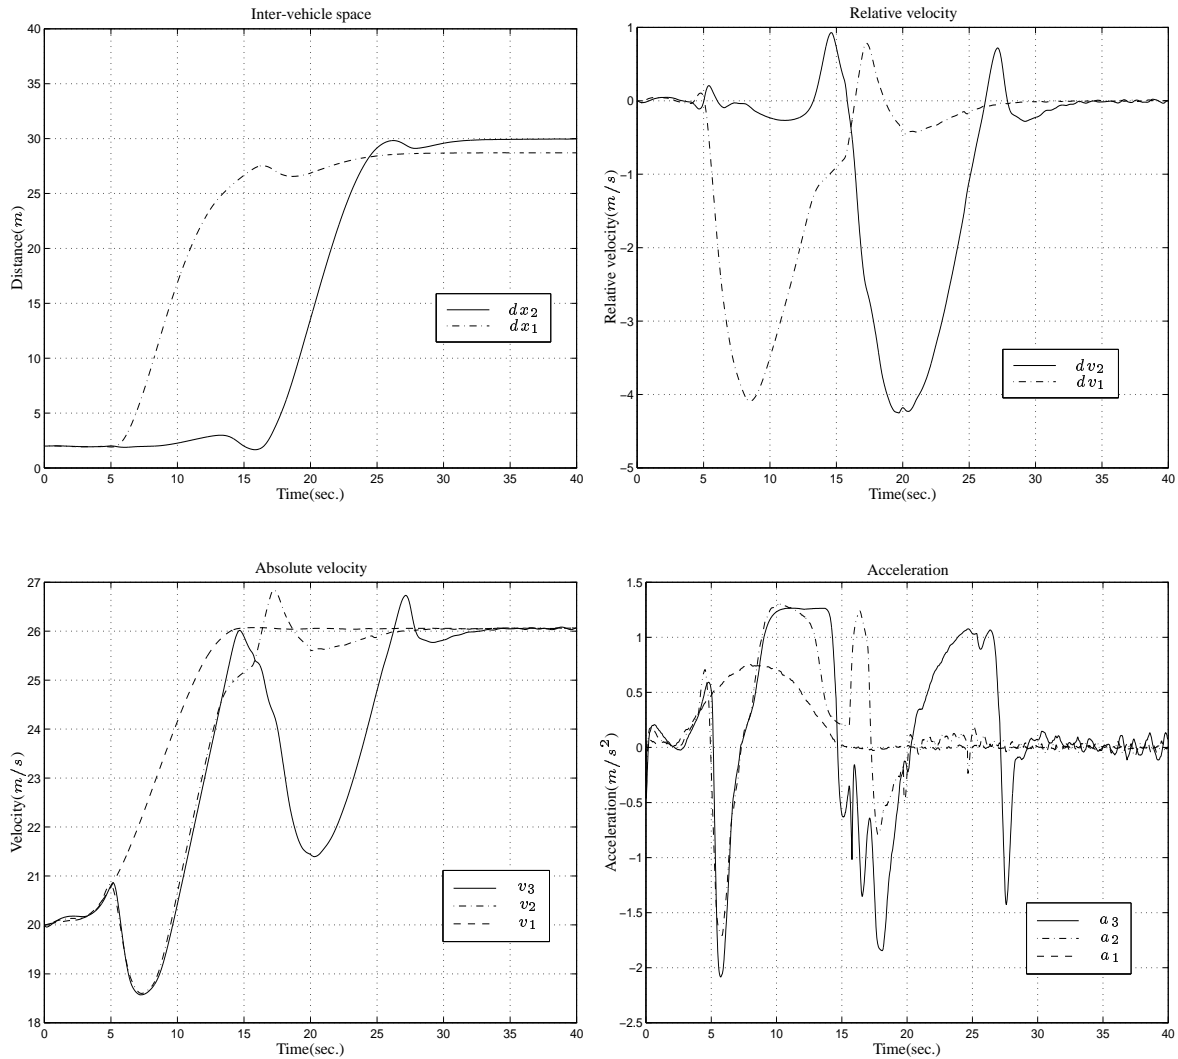 Inter-vehicle space
40
35
30
25
20
15
10
5
0
Distance(m)
dx2
dx1
0 5 10 15 20 25 30 35 40
Time(sec.)
Relative velocity
1
0
−1
−2
−3
−4
−5
Relative velocity(m/s)
dv2
dv1
0 5 10 15 20 25 30 35 40
Time(sec.)
Absolute velocity
27
26
25
24
23
22
21
20
19
18
Velocity(m/s)
v3
v2
v1
0 5 10 15 20 25 30 35 40
Time(sec.)
Acceleration
1.5
1
0.5
0
−0.5
−1
−1.5
−2
−2.5
Acceleration(m/s²)
a3
a2
a1
0 5 10 15 20 25 30 35 40
Time(sec.)